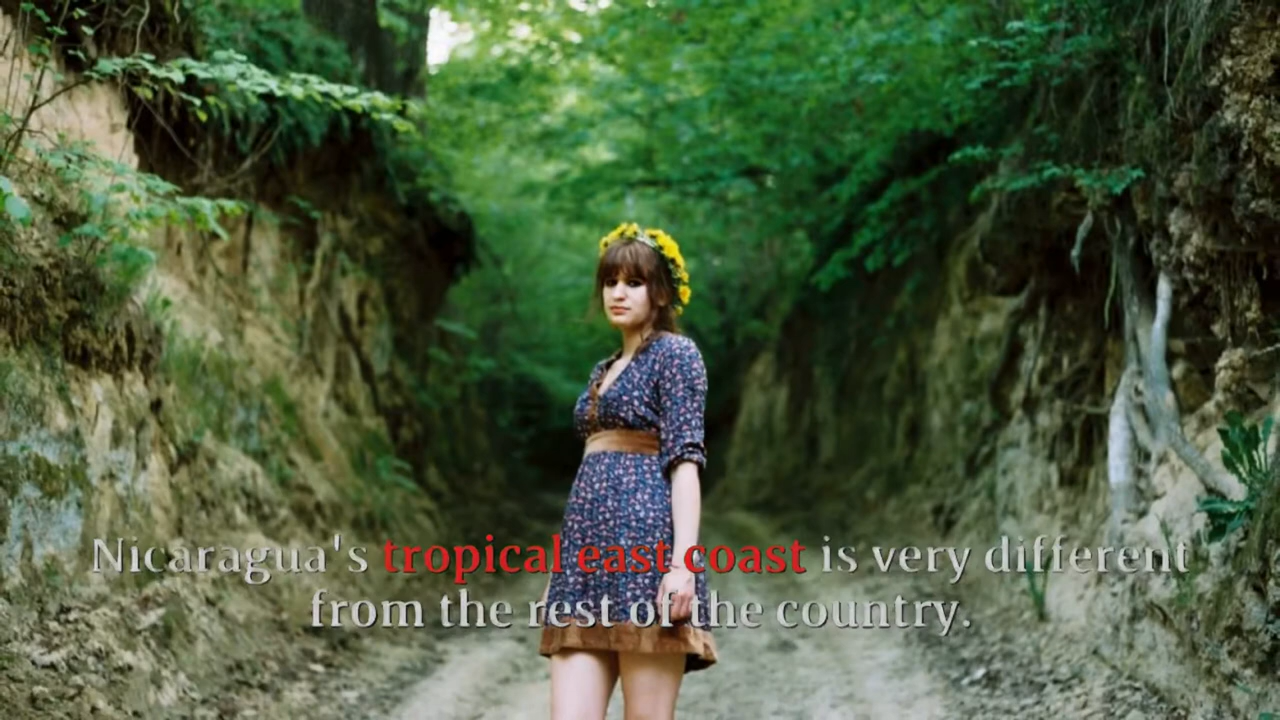 Nicaragua's tropical east coast is very different
from the rest of the country.